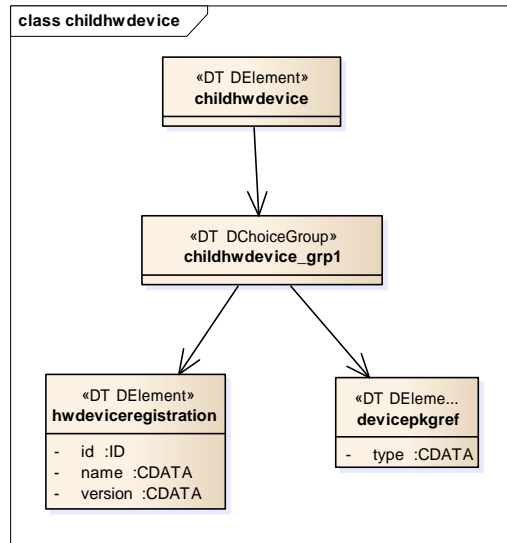 class childhwdevice
«DT DElement»
childhwdevice
«DT DChoiceGroup»
childhwdevice_grp1
«DT DElement»
hwdeviceregistration
- id :ID
- name :CDATA
- version :CDATA
«DT DEleme...
devicepkgref
- type :CDATA